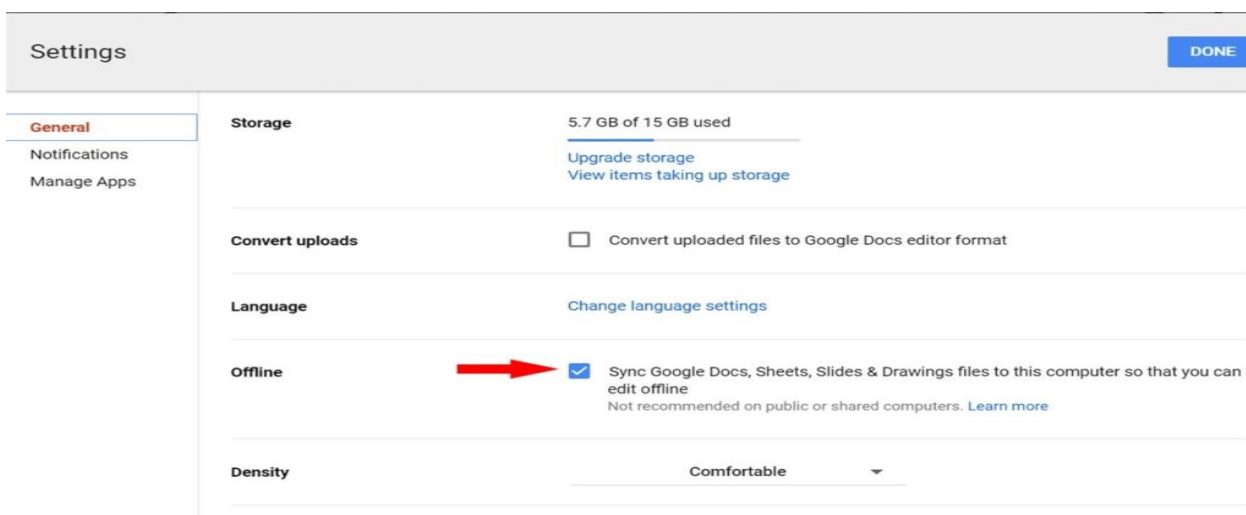 Settings
DONE
General
Notifications
Manage Apps
Storage
5.7 GB of 15 GB used
Upgrade storage
View items taking up storage
Convert uploads
Convert uploaded files to Google Docs editor format
Language
Change language settings
Offline
Sync Google Docs, Sheets, Slides & Drawings files to this computer so that you can
edit offline
Not recommended on public or shared computers. Learn more
Density
Comfortable